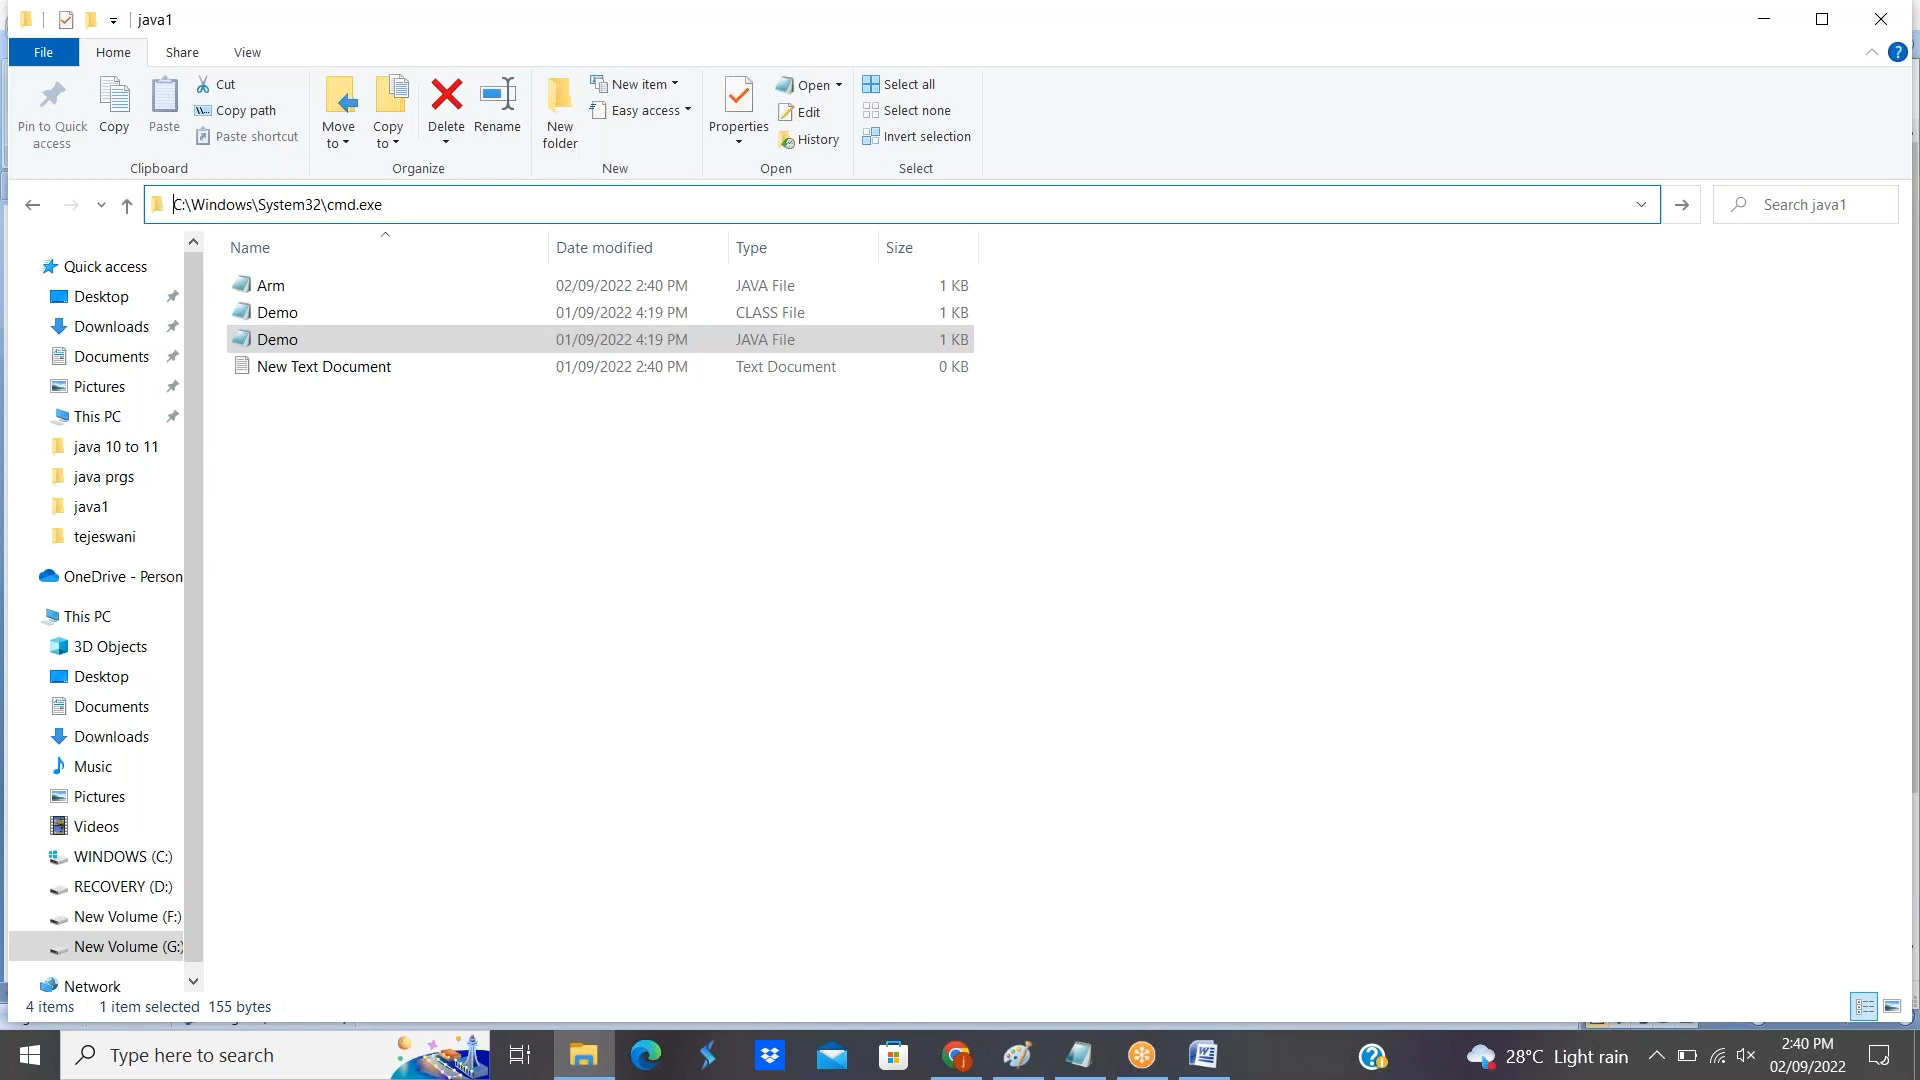 java1
File Home Share View
Pin to Quick access
Copy
Paste
Cut
Copy path
Paste shortcut
Clipboard
Move to
Copy to
Delete
Rename
Organize
New folder
New item
Easy access
New
Properties
Open
Edit
History
Open
Select all
Select none
Invert selection
Select
C:\Windows\System32\cmd.exe
Search java1
Name Date modified Type Size
Arm 02/09/2022 2:40 PM JAVA File 1 KB
Demo 01/09/2022 4:19 PM CLASS File 1 KB
Demo 01/09/2022 4:19 PM JAVA File 1 KB
New Text Document 01/09/2022 2:40 PM Text Document 0 KB
Quick access
Desktop
Downloads
Documents
Pictures
This PC
java 10 to 11
java prgs
java1
tejeswani
OneDrive - Person
This PC
3D Objects
Desktop
Documents
Downloads
Music
Pictures
Videos
WINDOWS (C:)
RECOVERY (D:)
New Volume (F:)
New Volume (G:)
Network
4 items 1 item selected 155 bytes
Type here to search
28°C Light rain
2:40 PM
02/09/2022